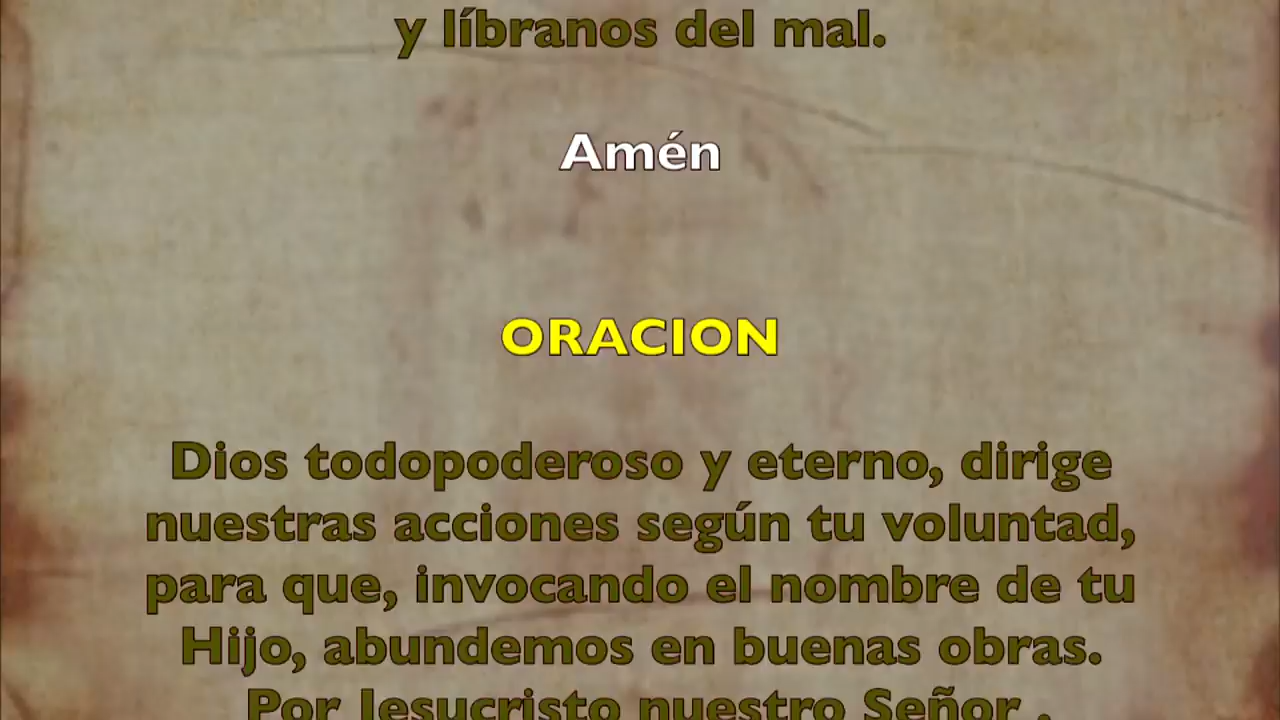 y líbranos del mal.
Amén
ORACION
Dios todopoderoso y eterno, dirige
nuestras acciones según tu voluntad,
para que, invocando el nombre de tu
Hijo, abundemos en buenas obras.
Por Jesucristo nuestro Señor .